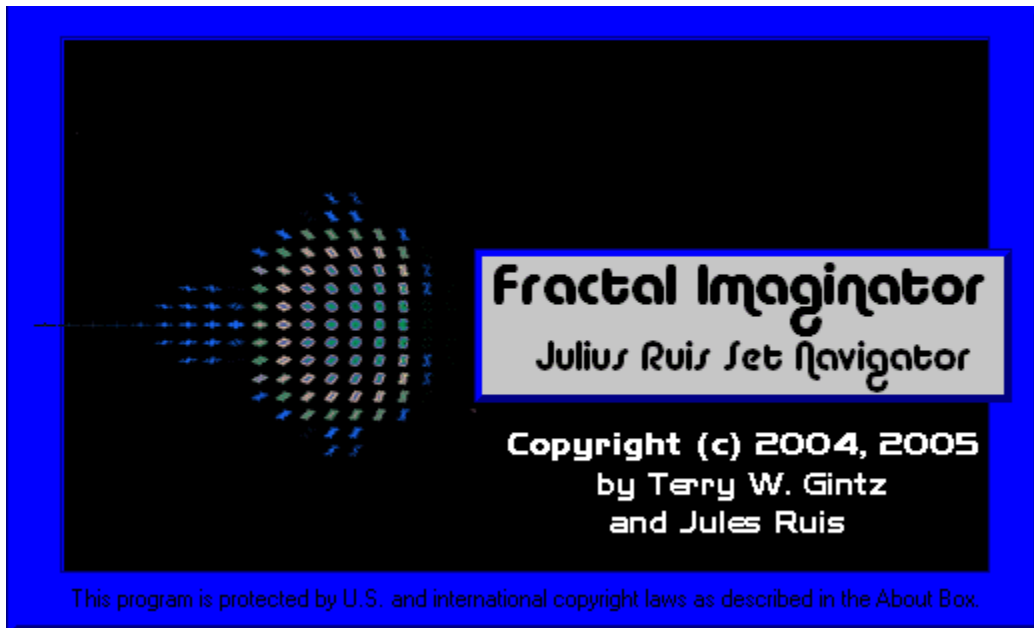 Fractal Imaginator
Julius Ruis Set Navigator
Copyright (c) 2004, 2005
by Terry W. Gintz
and Jules Ruis
This program is protected by U.S. and international copyright laws as described in the About Box.